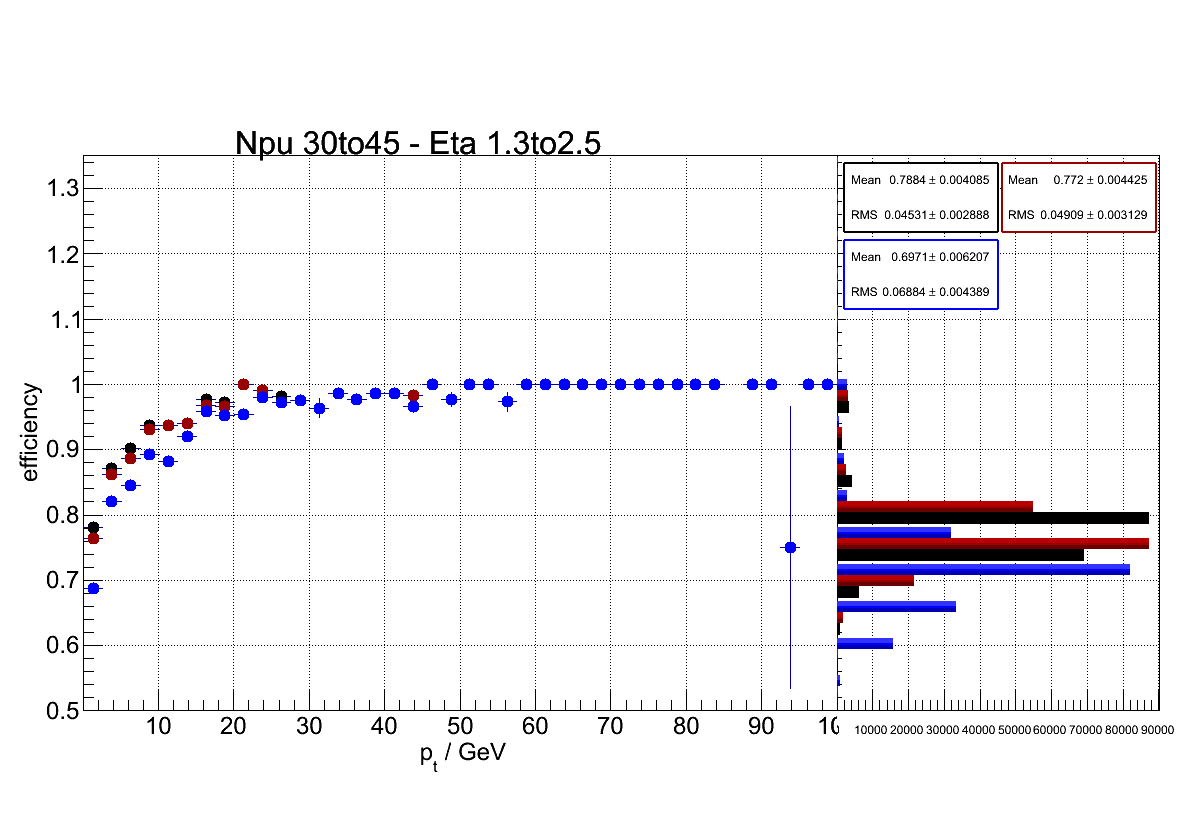 Npu 30to45 - Eta 1.3to2.5
1.3
1.2
1.1
1
0.9
0.8
0.7
0.6
0.5
efficiency
10 20 30 40 50 60 70 80 90 10
p_t / GeV
Mean 0.7884 ± 0.004085
RMS 0.04531 ± 0.002888
Mean 0.772 ± 0.004425
RMS 0.04909 ± 0.003129
Mean 0.6971 ± 0.006207
RMS 0.06884 ± 0.004389
10000 20000 30000 40000 50000 60000 70000 80000 90000